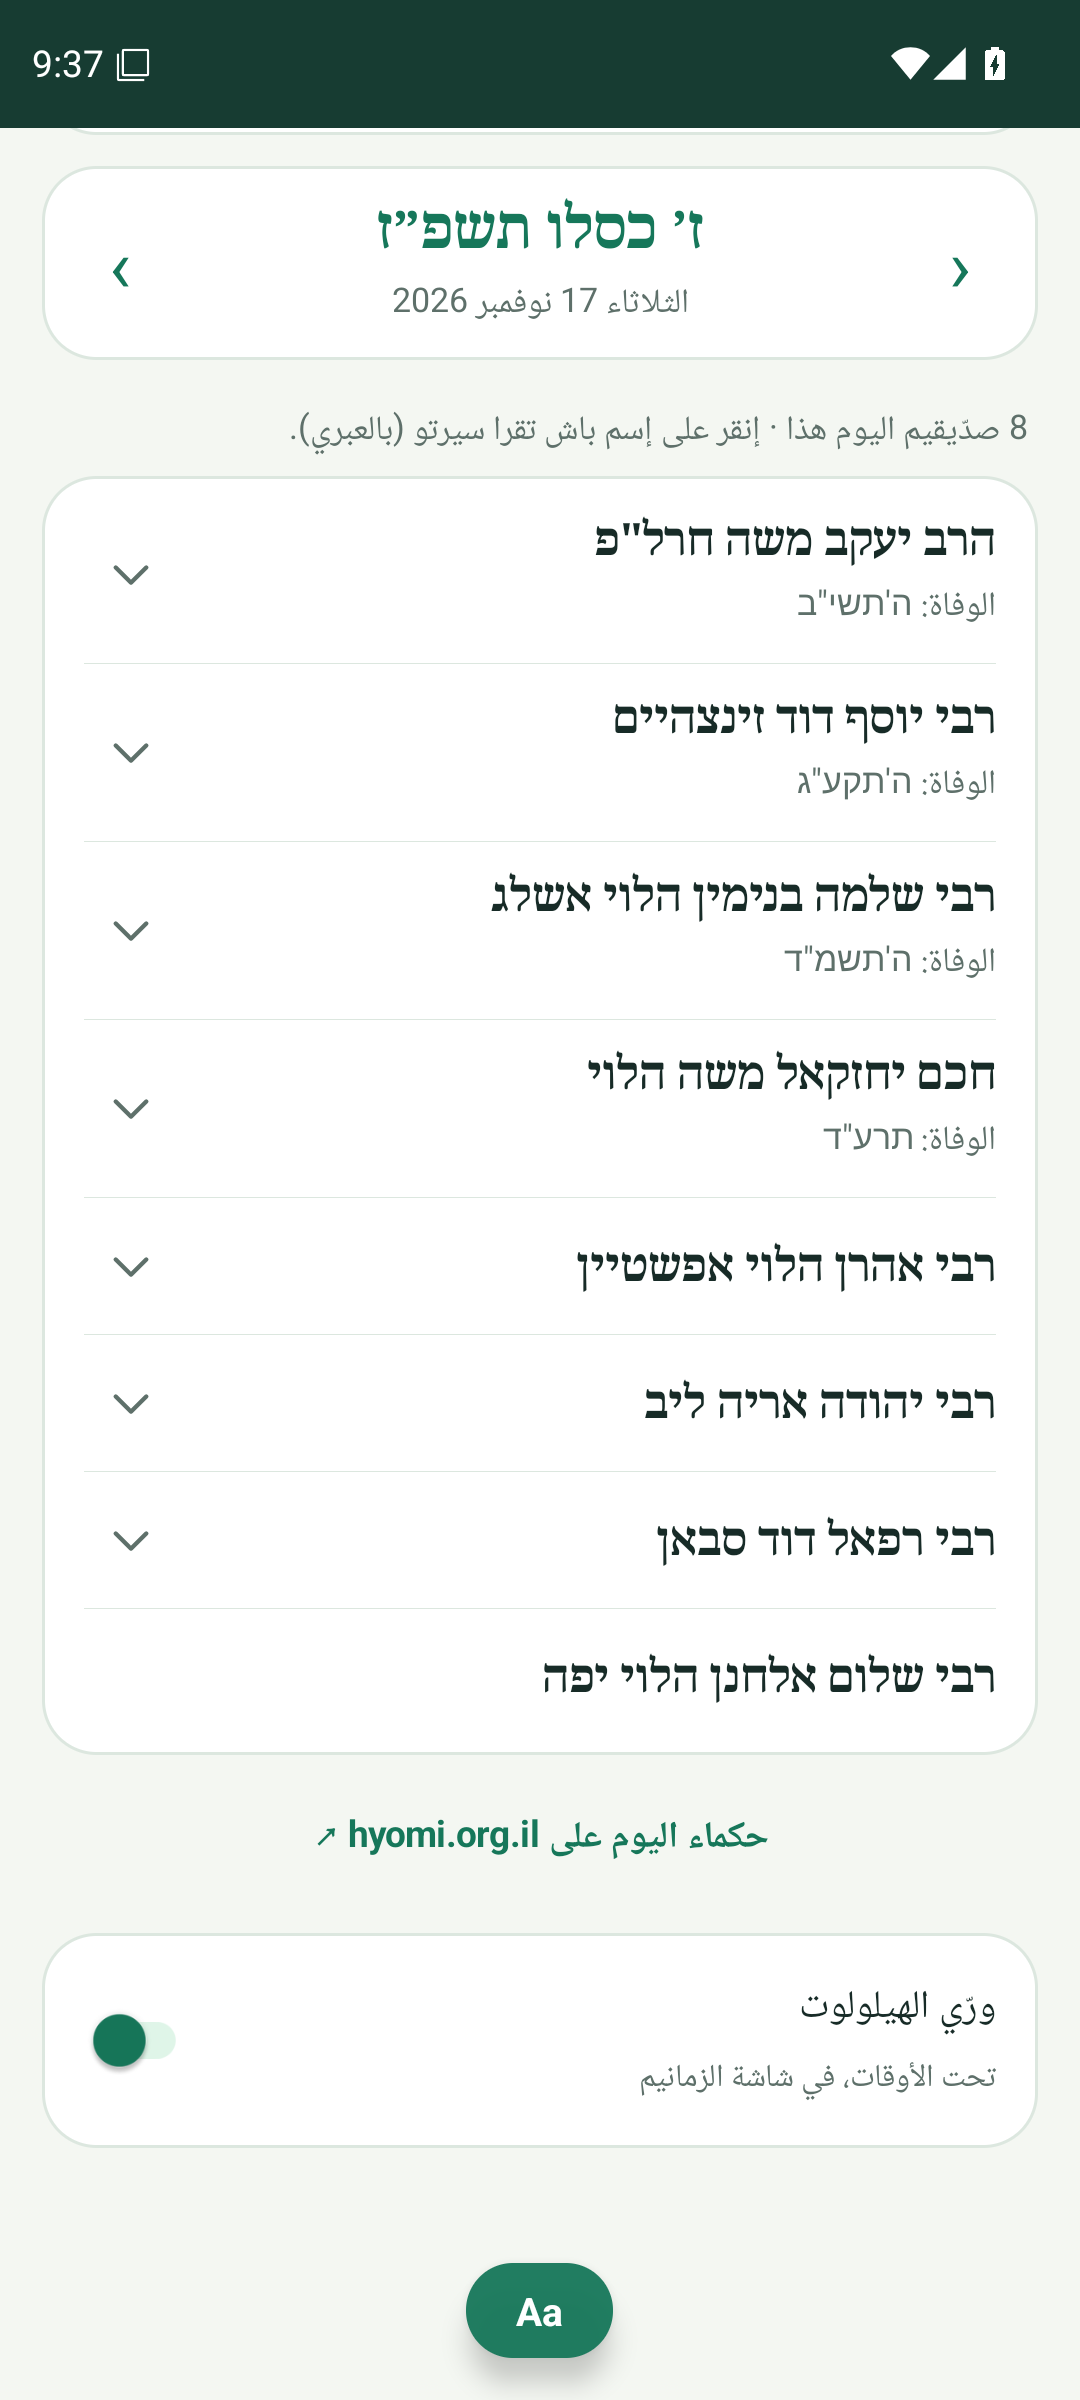 9:37
ז׳ כסלו תשפ״ז
الثلاثاء 17 نوفمبر 2026
8 صدّيقيم اليوم هذا · إنقر على إسم باش تقرا سيرتو (بالعبري).
הרב יעקב משה חרל"פ
الوفاة: ה'תשי"ב
רבי יוסף דוד זינצהיים
الوفاة: ה'תקע"ג
רבי שלמה בנימין הלוי אשלג
الوفاة: ה'תשמ"ד
חכם יחזקאל משה הלוי
الوفاة: תרע"ד
רבי אהרן הלוי אפשטיין
רבי יהודה אריה ליב
רבי רפאל דוד סבאן
רבי שלום אלחנן הלוי יפה
حكماء اليوم على hyomi.org.il ↗
ورّي الهيلولوت
تحت الأوقات، في شاشة الزمانيم
Aa